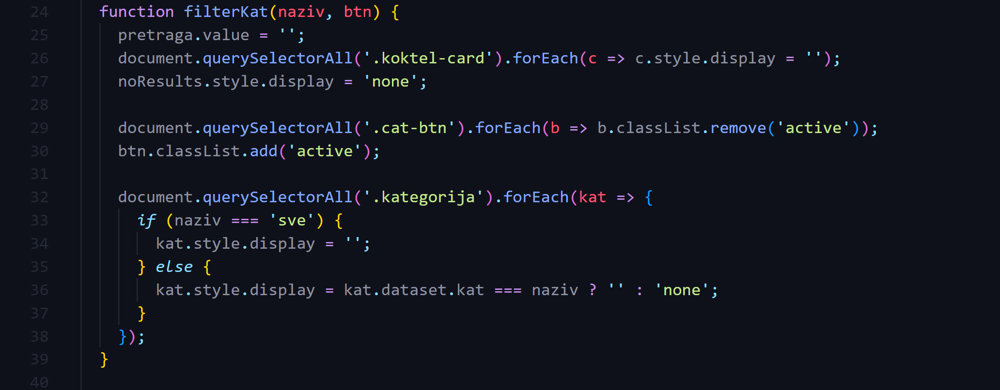 24 function filterKat(naziv, btn) {
25 pretraga.value = '';
26 document.querySelectorAll('.koktel-card').forEach(c => c.style.display = '');
27 noResults.style.display = 'none';
28
29 document.querySelectorAll('.cat-btn').forEach(b => b.classList.remove('active'));
30 btn.classList.add('active');
31
32 document.querySelectorAll('.kategorija').forEach(kat => {
33 if (naziv === 'sve') {
34 kat.style.display = '';
35 } else {
36 kat.style.display = kat.dataset.kat === naziv ? '' : 'none';
37 }
38 });
39 }
40